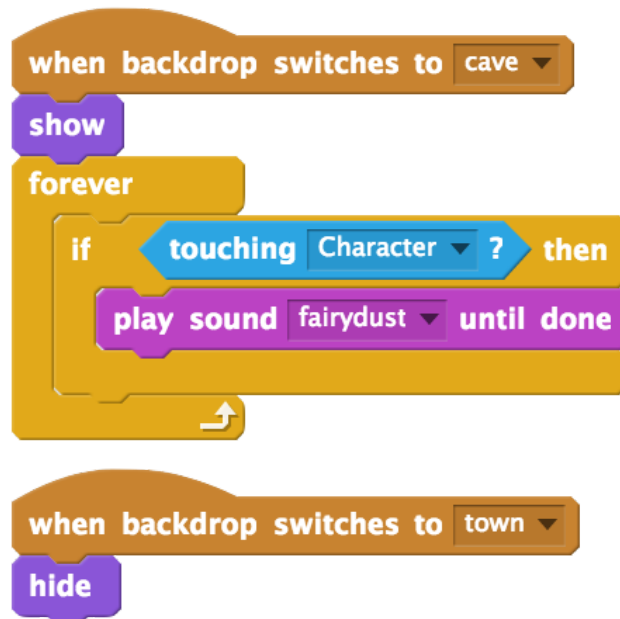 when backdrop switches to cave
show
forever
if touching Character ? then
play sound fairydust until done
when backdrop switches to town
hide